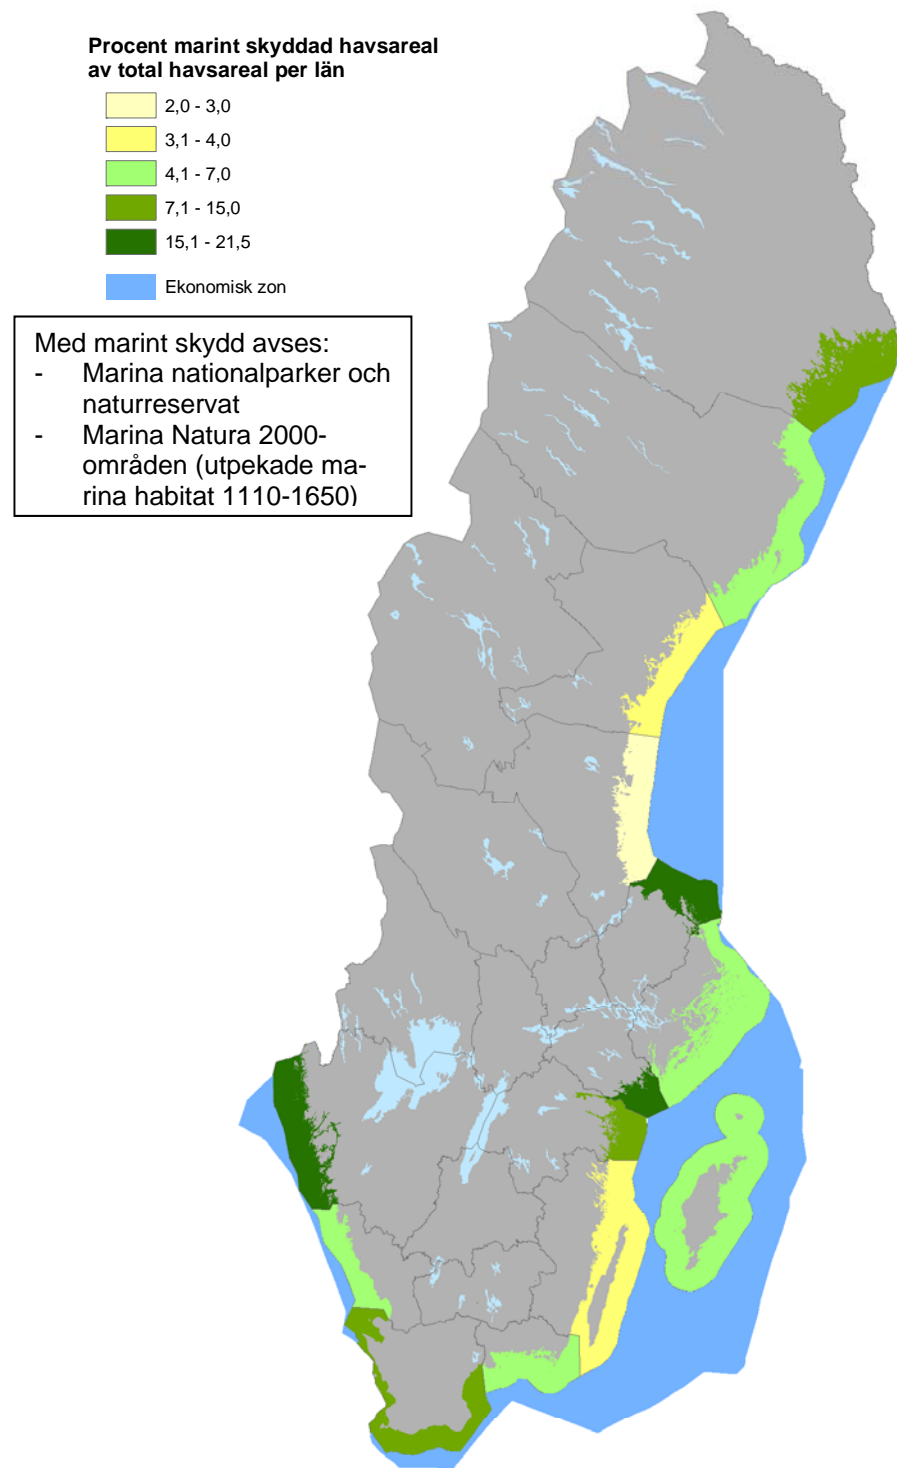 Procent marint skyddad havsareal
av total havsareal per län
2,0 - 3,0
3,1 - 4,0
4,1 - 7,0
7,1 - 15,0
15,1 - 21,5
Ekonomisk zon
Med marint skydd avses:
- Marina nationalparker och
naturreservat
- Marina Natura 2000-
områden (utpekade ma-
rina habitat 1110-1650)